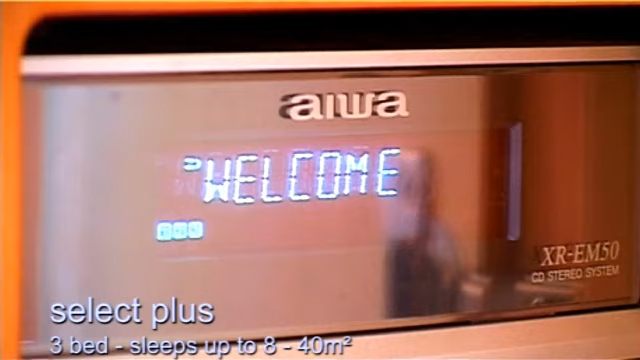 aiwa
WELCOME
XR-EM50
CD STEREO SYSTEM
select plus
3 bed - sleeps up to 8 - 40m²